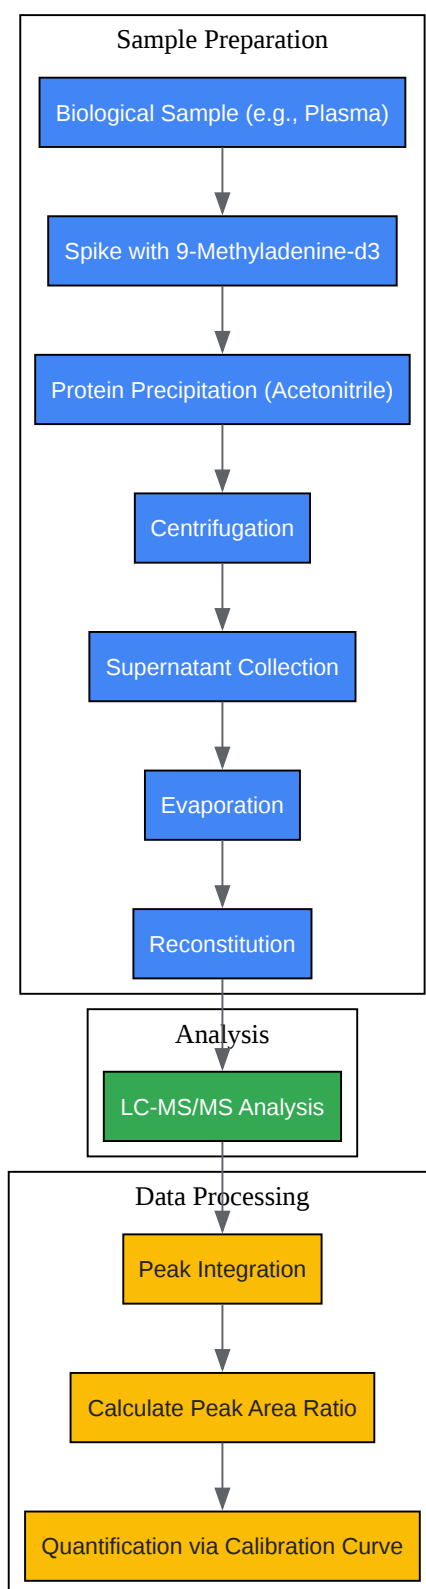 Sample Preparation
Biological Sample (e.g., Plasma)
Spike with 9-Methyladenine-d3
Protein Precipitation (Acetonitrile)
Centrifugation
Supernatant Collection
Evaporation
Reconstitution
Analysis
LC-MS/MS Analysis
Data Processing
Peak Integration
Calculate Peak Area Ratio
Quantification via Calibration Curve